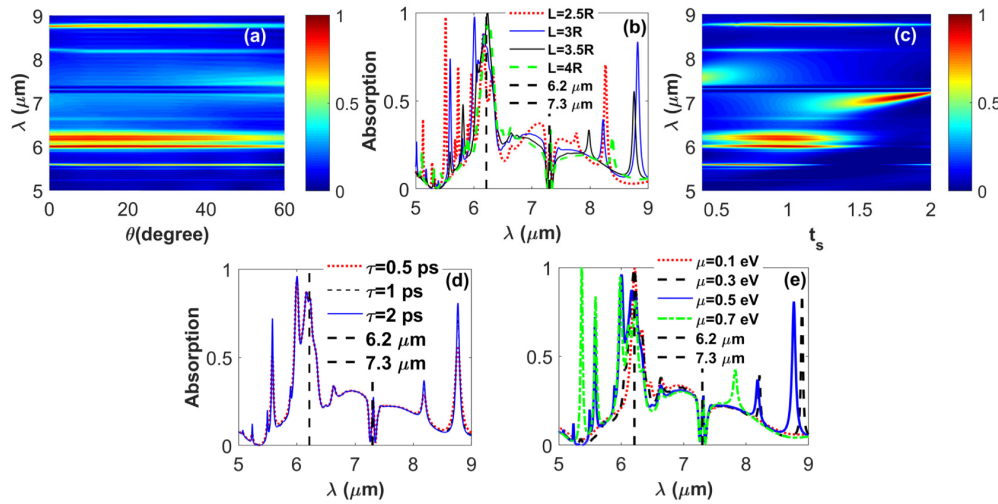 (a)
9
8
7
6
5
λ (μm)
0 20 40 60
θ(degree)
1
0.5
0
(b)
L=2.5R
L=3R
L=3.5R
L=4R
6.2 μm
7.3 μm
1
0.5
0
Absorption
5 6 7 8 9
λ (μm)
(c)
9
8
7
6
5
λ (μm)
0.5 1 1.5 2
t_s
1
0.5
0
(d)
τ=0.5 ps
τ=1 ps
τ=2 ps
6.2 μm
7.3 μm
1
0.5
0
Absorption
5 6 7 8 9
λ (μm)
(e)
μ=0.1 eV
μ=0.3 eV
μ=0.5 eV
μ=0.7 eV
6.2 μm
7.3 μm
1
0.5
0
5 6 7 8 9
λ (μm)